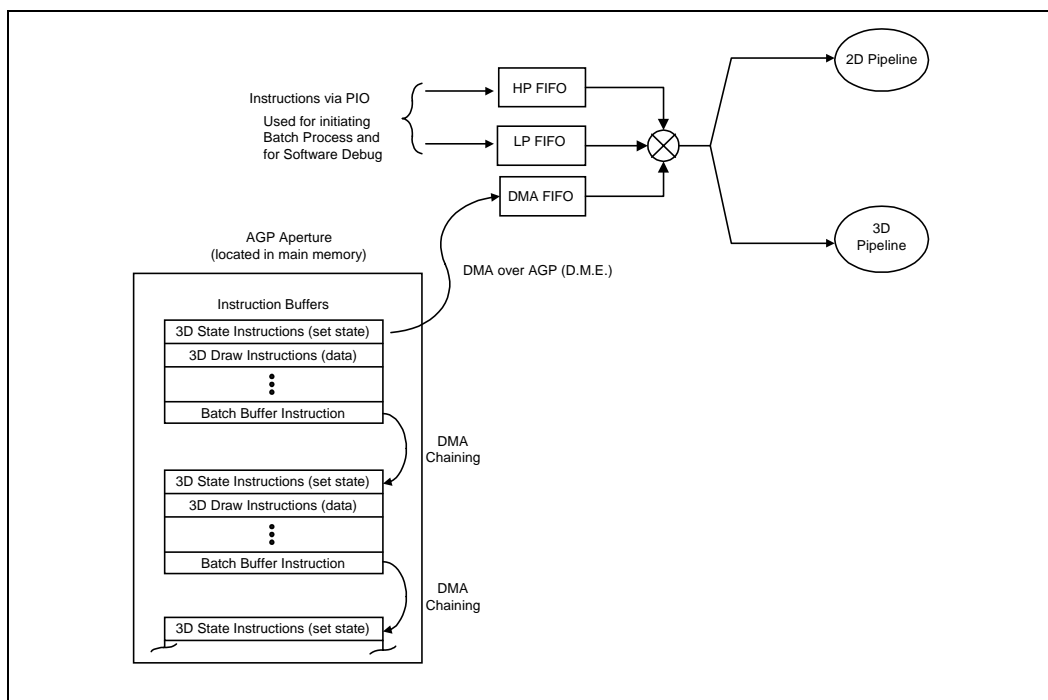 Instructions via PIO
Used for initiating
Batch Process and
for Software Debug
HP FIFO
LP FIFO
DMA FIFO
2D Pipeline
3D
Pipeline
AGP Aperture
(located in main memory)
DMA over AGP (D.M.E.)
Instruction Buffers
3D State Instructions (set state)
3D Draw Instructions (data)
Batch Buffer Instruction
DMA
Chaining
3D State Instructions (set state)
3D Draw Instructions (data)
Batch Buffer Instruction
DMA
Chaining
3D State Instructions (set state)